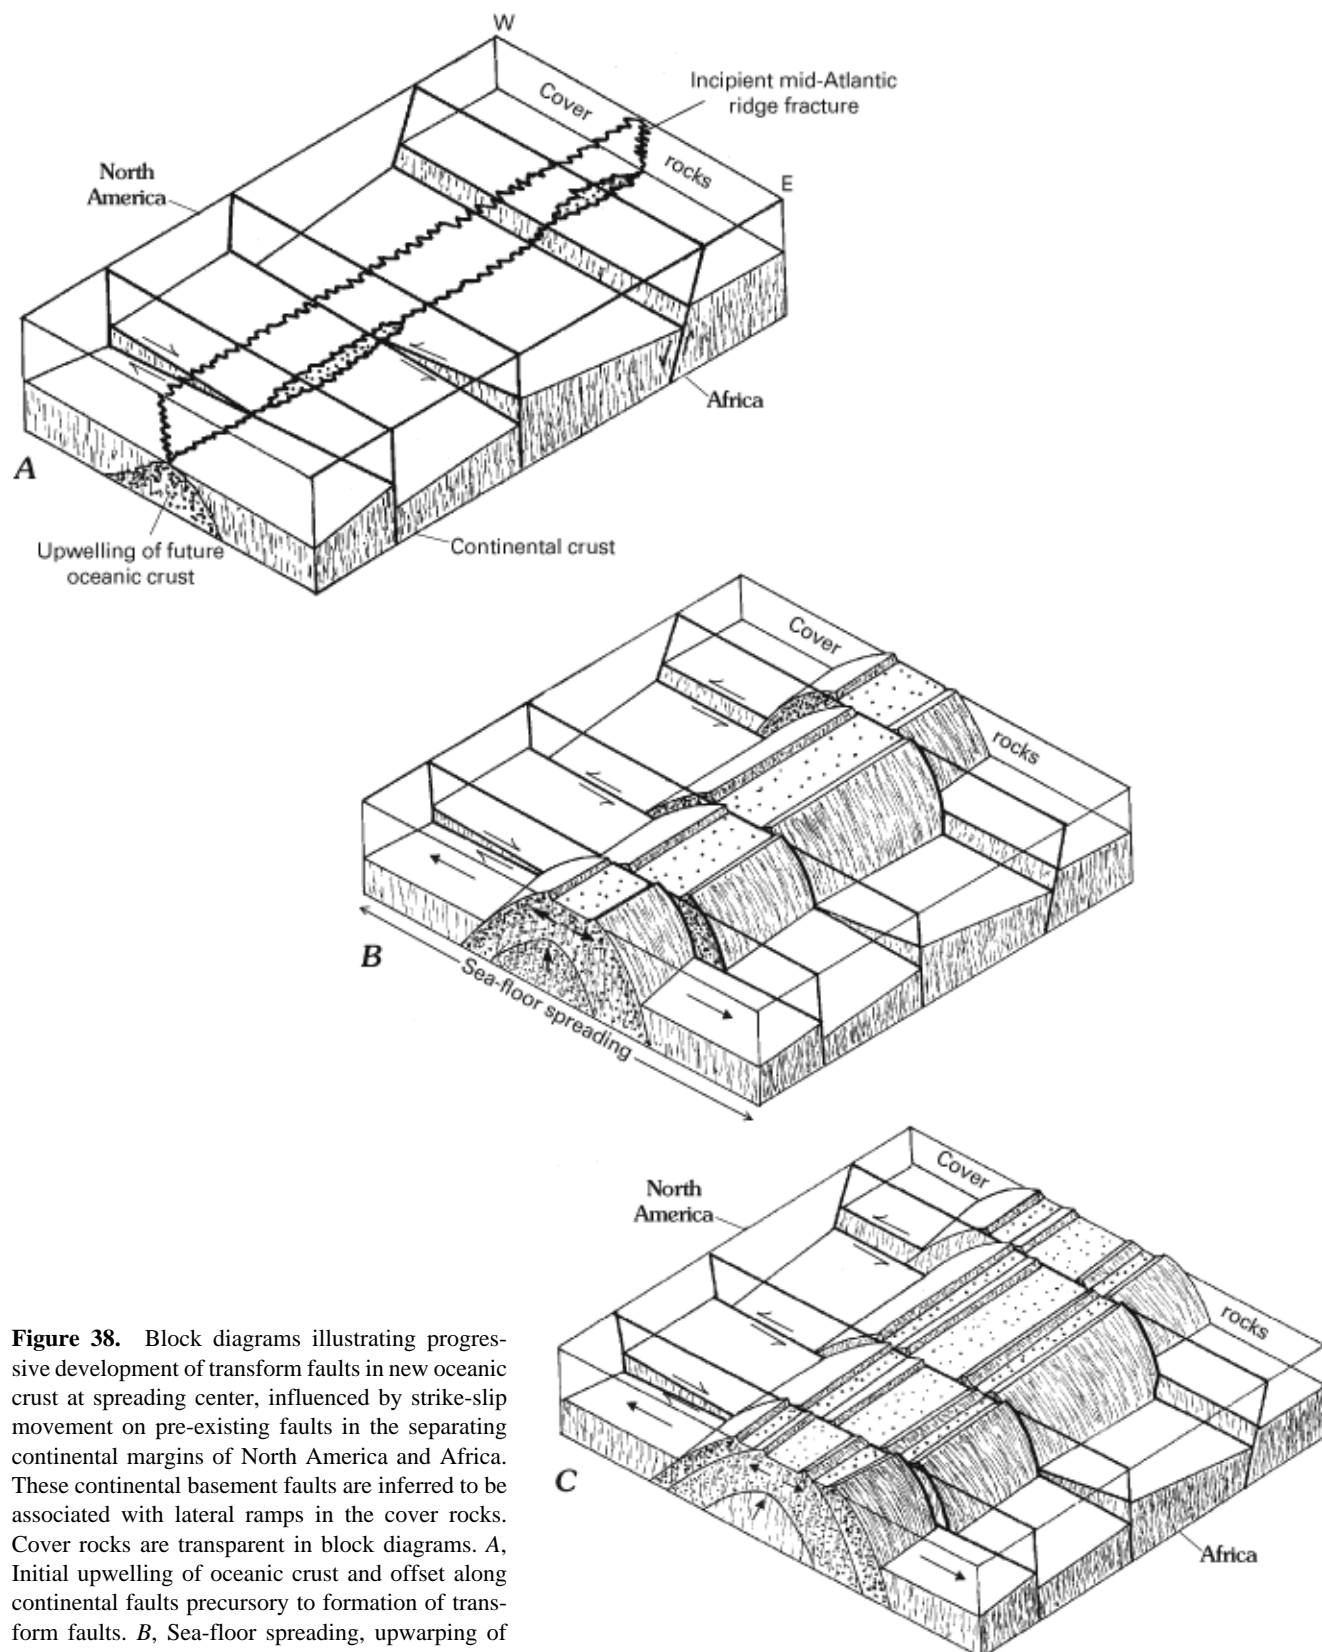 W
Incipient mid-Atlantic
ridge fracture
Cover
rocks
E
North
America
Africa
A
Upwelling of future
oceanic crust
Continental crust
Cover
rocks
B
Sea-floor spreading
North
America
Cover
rocks
C
Africa
Figure 38. Block diagrams illustrating progres-
sive development of transform faults in new oceanic
crust at spreading center, influenced by strike-slip
movement on pre-existing faults in the separating
continental margins of North America and Africa.
These continental basement faults are inferred to be
associated with lateral ramps in the cover rocks.
Cover rocks are transparent in block diagrams. A,
Initial upwelling of oceanic crust and offset along
continental faults precursory to formation of trans-
form faults. B, Sea-floor spreading, upwarping of